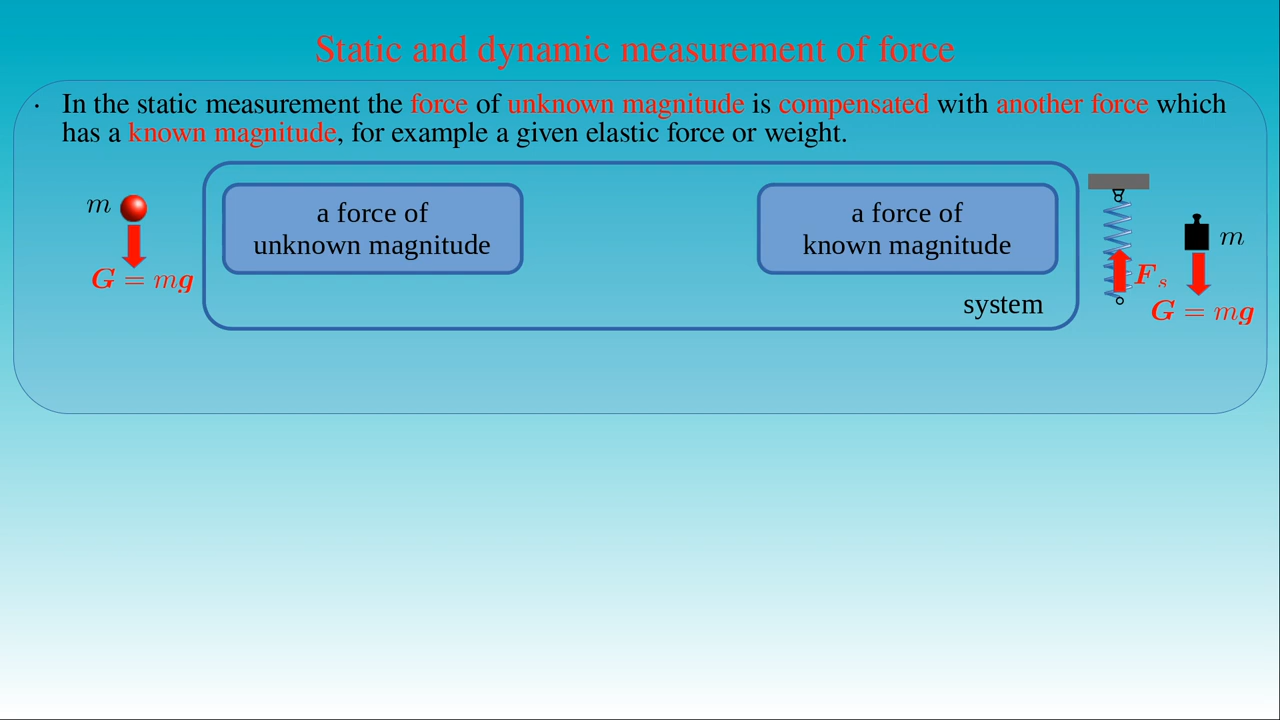 Static and dynamic measurement of force
· In the static measurement the force of unknown magnitude is compensated with another force which
has a known magnitude, for example a given elastic force or weight.
m
G = mg
a force of
unknown magnitude
a force of
known magnitude
system
F s
m
G = mg